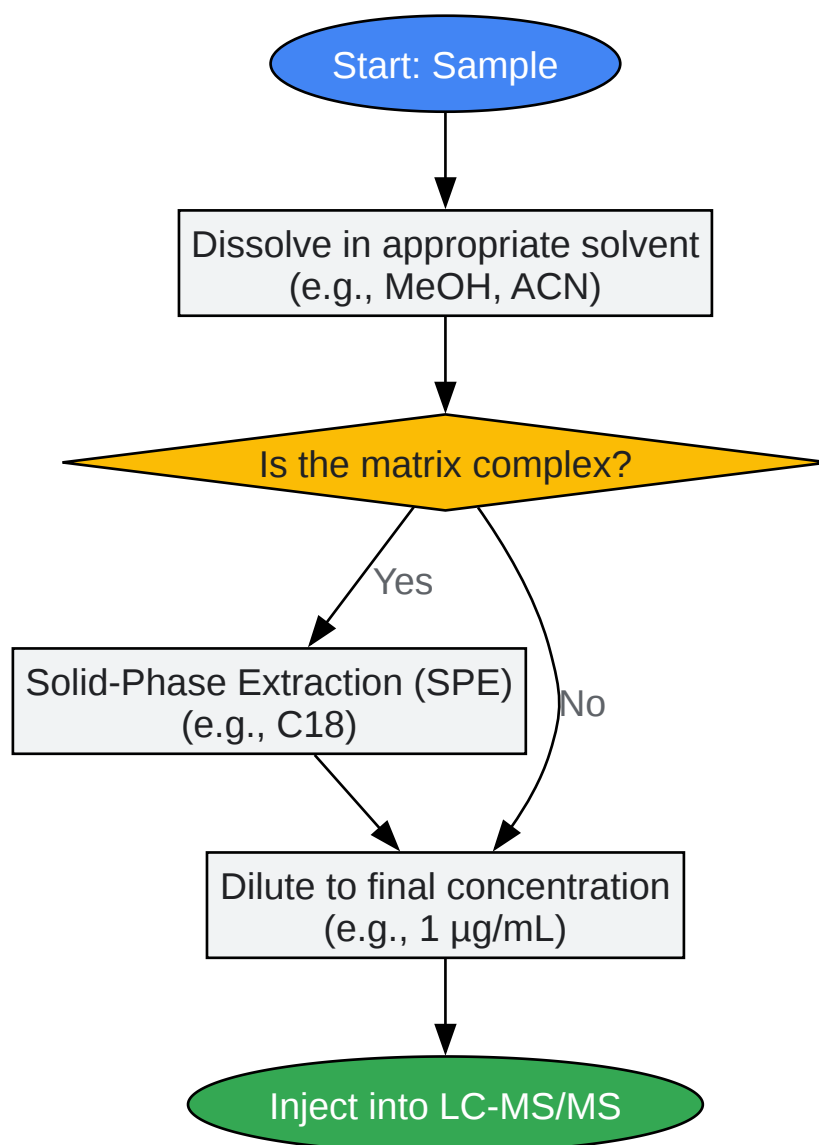 Start: Sample
Dissolve in appropriate solvent
(e.g., MeOH, ACN)
Is the matrix complex?
Yes
Solid-Phase Extraction (SPE)
(e.g., C18)
No
Dilute to final concentration
(e.g., 1 µg/mL)
Inject into LC-MS/MS